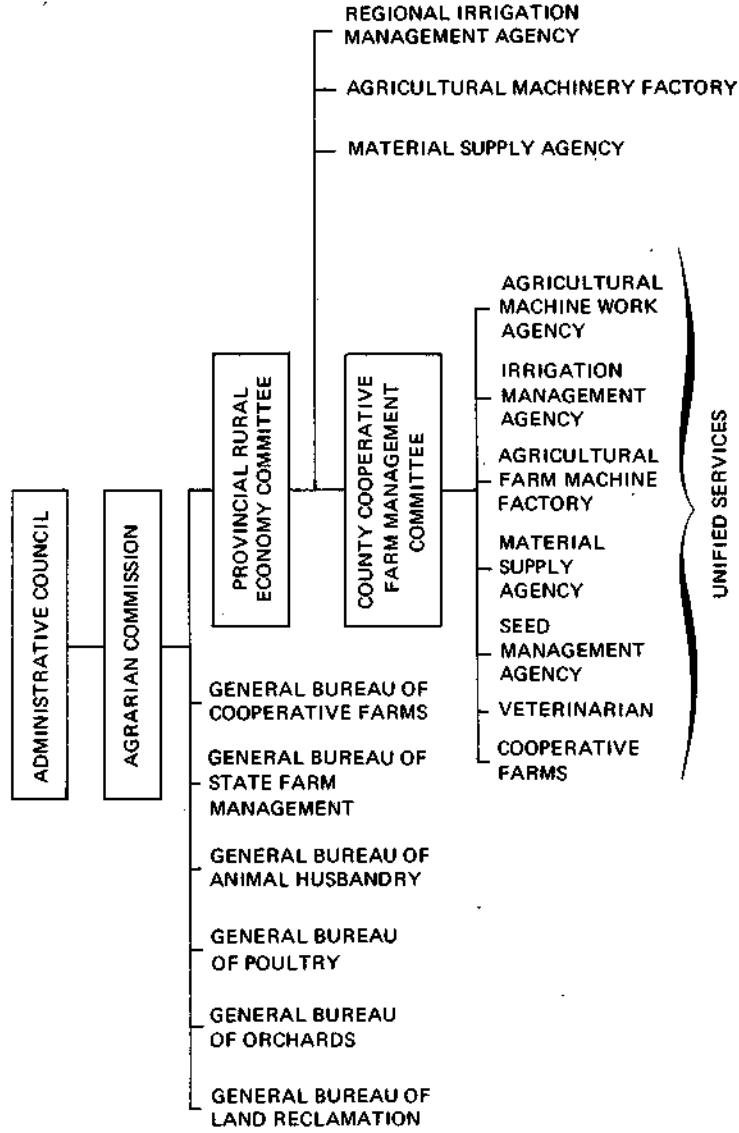 REGIONAL IRRIGATION
MANAGEMENT AGENCY
AGRICULTURAL MACHINERY FACTORY
MATERIAL SUPPLY AGENCY
ADMINISTRATIVE COUNCIL
AGRARIAN COMMISSION
PROVINCIAL RURAL
ECONOMY COMMITTEE
COUNTY COOPERATIVE
FARM MANAGEMENT
COMMITTEE
AGRICULTURAL
MACHINE WORK
AGENCY
IRRIGATION
MANAGEMENT
AGENCY
AGRICULTURAL
FARM MACHINE
FACTORY
MATERIAL
SUPPLY
AGENCY
SEED
MANAGEMENT
AGENCY
VETERINARIAN
COOPERATIVE
FARMS
UNIFIED SERVICES
GENERAL BUREAU OF
COOPERATIVE FARMS
GENERAL BUREAU OF
STATE FARM
MANAGEMENT
GENERAL BUREAU OF
ANIMAL HUSBANDRY
GENERAL BUREAU
OF POULTRY
GENERAL BUREAU
OF ORCHARDS
GENERAL BUREAU OF
LAND RECLAMATION